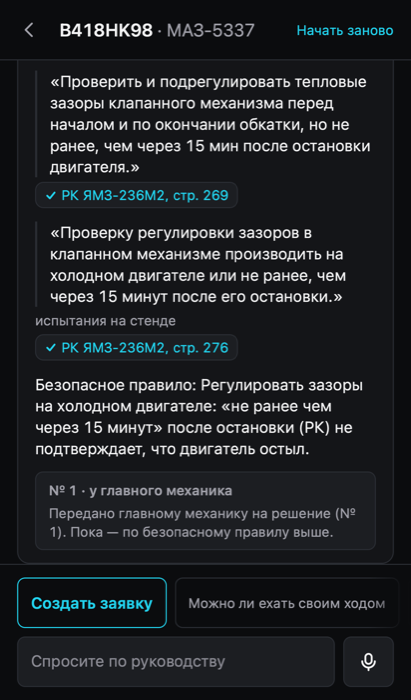 B418HK98 · МАЗ-5337
Начать заново
«Проверить и подрегулировать тепловые
зазоры клапанного механизма перед
началом и по окончании обкатки, но не
ранее, чем через 15 мин после остановки
двигателя.»
✓ РК ЯМЗ-236М2, стр. 269
«Проверку регулировки зазоров в
клапанном механизме производить на
холодном двигателе или не ранее, чем
через 15 минут после его остановки.»
испытания на стенде
✓ РК ЯМЗ-236М2, стр. 276
Безопасное правило: Регулировать зазоры
на холодном двигателе: «не ранее чем
через 15 минут» после остановки (РК) не
подтверждает, что двигатель остыл.
№ 1 · у главного механика
Передано главному механику на решение (№
1). Пока — по безопасному правилу выше.
Создать заявку
Можно ли ехать своим ходом
Спросите по руководству